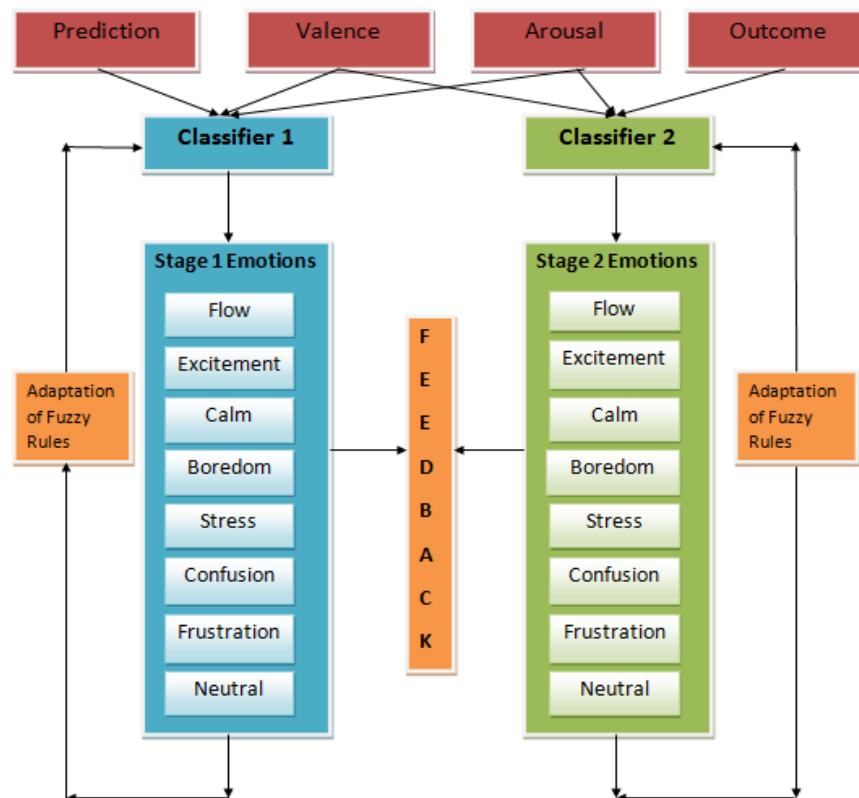 Prediction
Valence
Arousal
Outcome
Classifier 1
Classifier 2
Stage 1 Emotions
Flow
Excitement
Calm
Boredom
Stress
Confusion
Frustration
Neutral
Stage 2 Emotions
Flow
Excitement
Calm
Boredom
Stress
Confusion
Frustration
Neutral
F
E
E
D
B
A
C
K
Adaptation
of Fuzzy
Rules
Adaptation
of Fuzzy
Rules